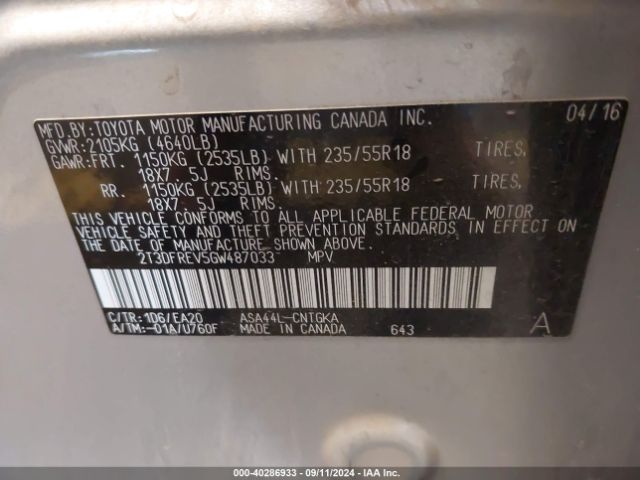 MFD.BY:TOYOTA MOTOR MANUFACTURING CANADA INC. 04/16
GVWR:2105KG (4640LB)
GAWR:FRT. 1150KG (2535LB) WITH 235/55R18 TIRES,
18X7. 5J RIMS.
RR. 1150KG (2535LB) WITH 235/55R18 TIRES,
18X7. 5J RIMS.
THIS VEHICLE CONFORMS TO ALL APPLICABLE FEDERAL MOTOR
VEHICLE SAFETY AND THEFT PREVENTION STANDARDS IN EFFECT ON
THE DATE OF MANUFACTURE SHOWN ABOVE.
2T3DFREV5GW487033 MPV
C/TR:1D6/EA20 ASA44L-CNTGKA
A/TM:-01A/U760F MADE IN CANADA 643 A
000-40286933 - 09/11/2024 - IAA Inc.